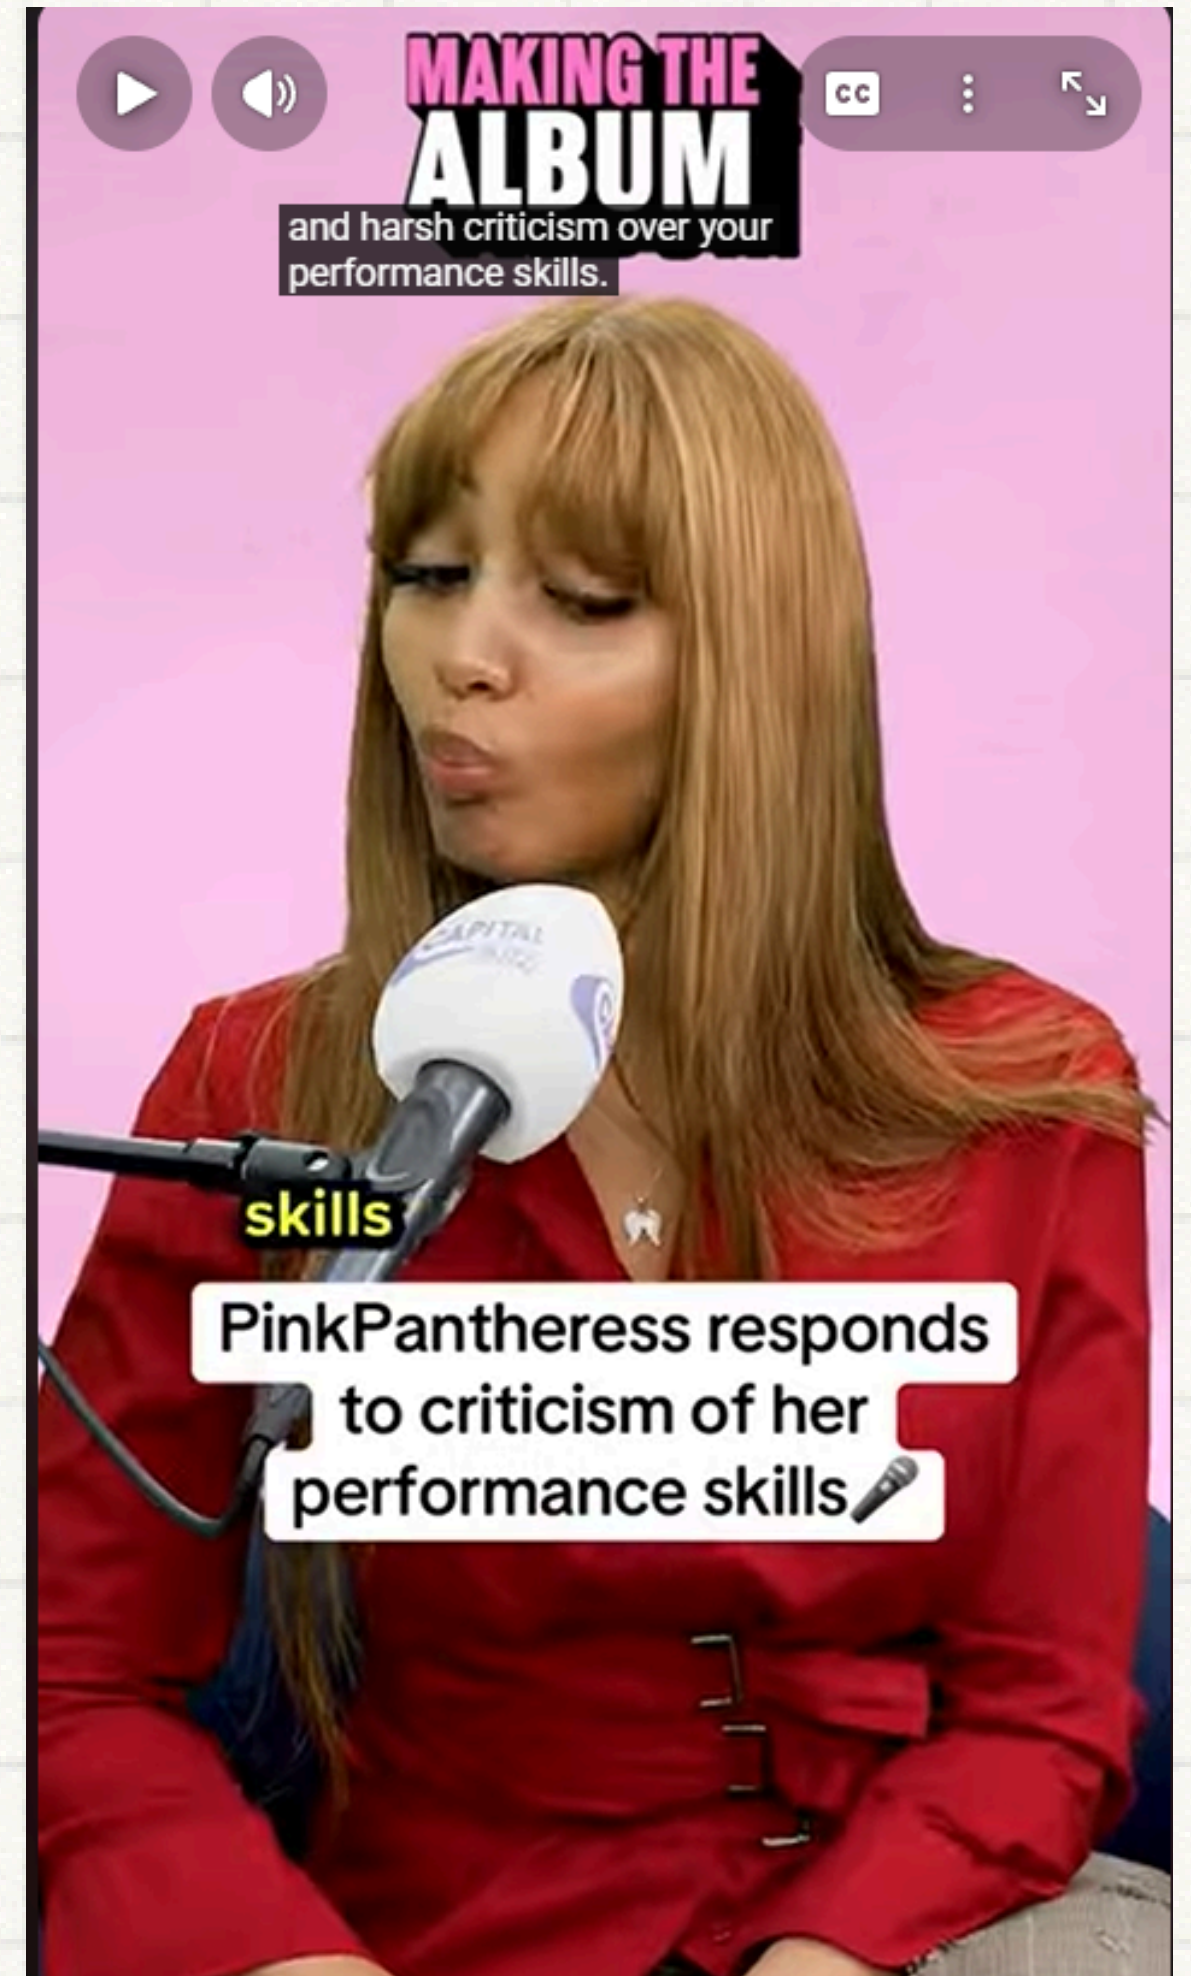 MAKING THE
ALBUM
CC
and harsh criticism over your
performance skills.
CAPITAL
skills
PinkPantheress responds
to criticism of her
performance skills🎤